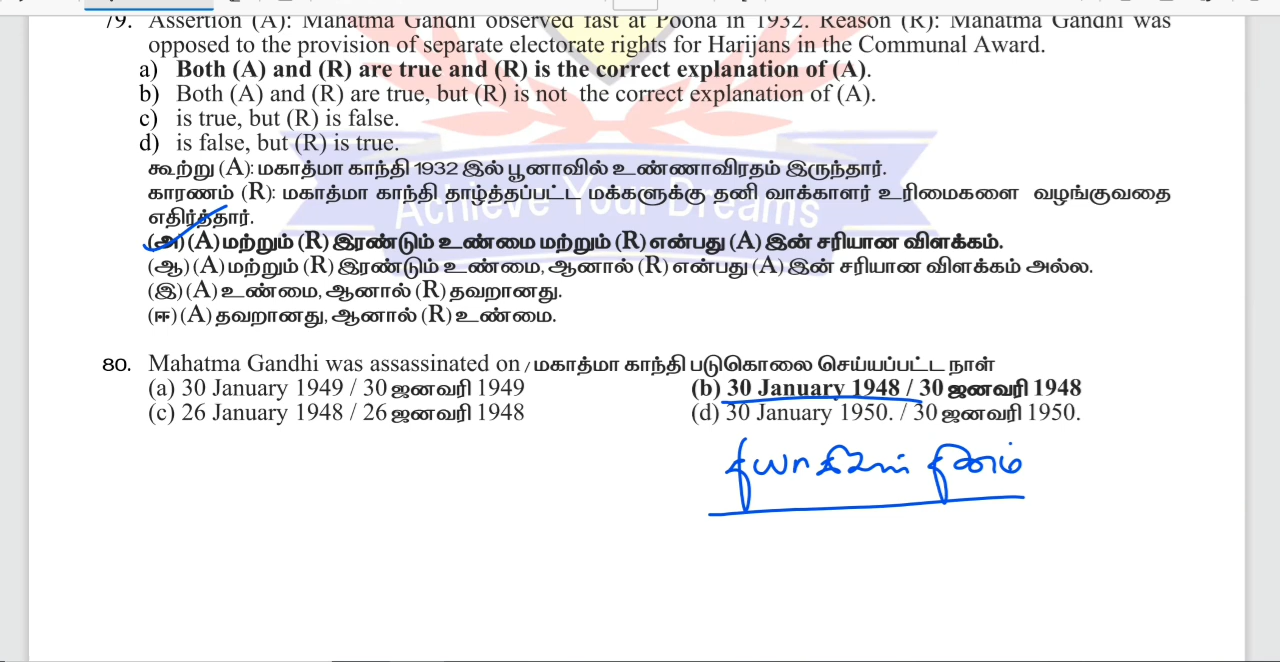 79. Assertion (A): Mahatma Gandhi observed fast at Poona in 1932. Reason (R): Mahatma Gandhi was
opposed to the provision of separate electorate rights for Harijans in the Communal Award.
a) Both (A) and (R) are true and (R) is the correct explanation of (A).
b) Both (A) and (R) are true, but (R) is not the correct explanation of (A).
c) is true, but (R) is false.
d) is false, but (R) is true.
கூற்று (A): மகாத்மா காந்தி 1932 இல் பூனாவில் உண்ணாவிரதம் இருந்தார்.
காரணம் (R): மகாத்மா காந்தி தாழ்த்தப்பட்ட மக்களுக்கு தனி வாக்காளர் உரிமைகளை வழங்குவதை
எதிர்த்தார்.
(அ) (A) மற்றும் (R) இரண்டும் உண்மை மற்றும் (R) என்பது (A) இன் சரியான விளக்கம்.
(ஆ) (A) மற்றும் (R) இரண்டும் உண்மை, ஆனால் (R) என்பது (A) இன் சரியான விளக்கம் அல்ல.
(இ) (A) உண்மை, ஆனால் (R) தவறானது.
(ஈ) (A) தவறானது, ஆனால் (R) உண்மை.
Achieve Your Dreams
80. Mahatma Gandhi was assassinated on / மகாத்மா காந்தி படுகொலை செய்யப்பட்ட நாள்
(a) 30 January 1949 / 30 ஜனவரி 1949 (b) 30 January 1948 / 30 ஜனவரி 1948
(c) 26 January 1948 / 26 ஜனவரி 1948 (d) 30 January 1950. / 30 ஜனவரி 1950.